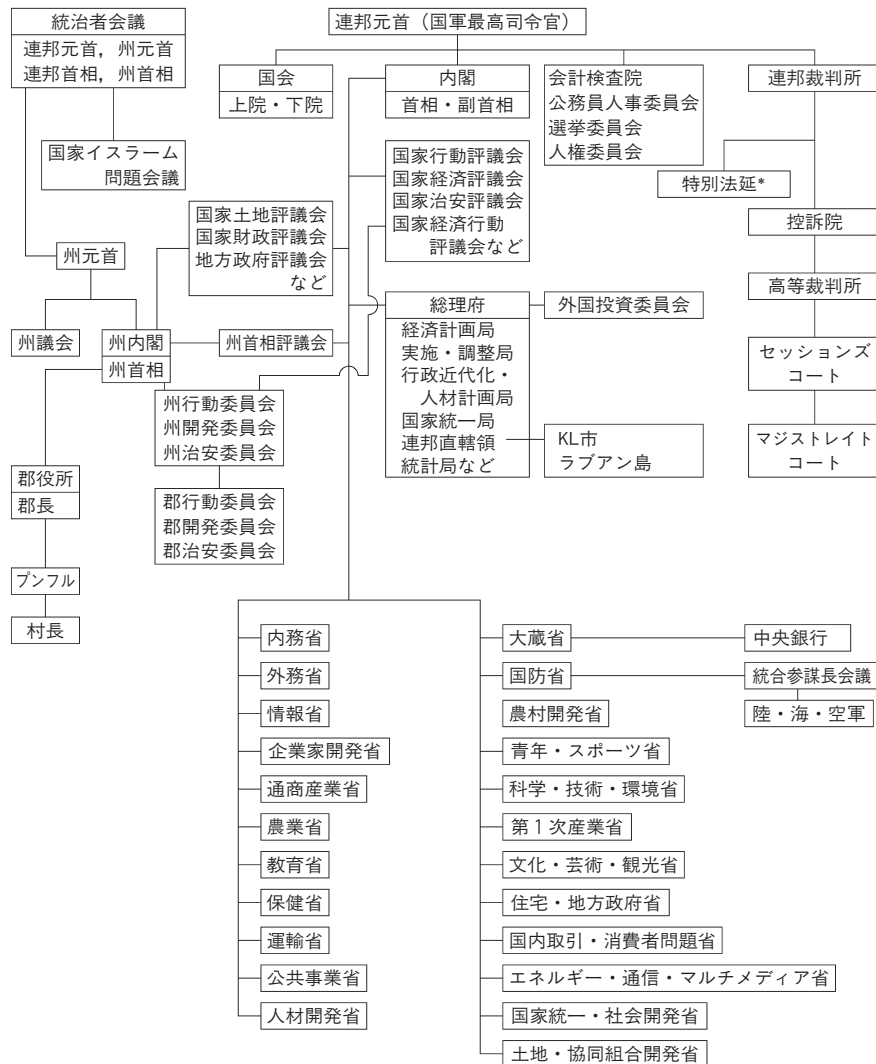 統治者会議
連邦元首，州元首
連邦首相，州首相
国家イスラーム
問題会議
連邦元首（国軍最高司令官）
国会
上院・下院
内閣
首相・副首相
会計検査院
公務員人事委員会
選挙委員会
人権委員会
連邦裁判所
特別法延*
控訴院
高等裁判所
セッションズ
コート
マジストレイト
コート
国家行動評議会
国家経済評議会
国家治安評議会
国家経済行動
評議会など
国家土地評議会
国家財政評議会
地方政府評議会
など
州元首
州議会
州内閣
州首相
州首相評議会
総理府
経済計画局
実施・調整局
行政近代化・
人材計画局
国家統一局
連邦直轄領
統計局など
外国投資委員会
KL市
ラブアン島
州行動委員会
州開発委員会
州治安委員会
郡行動委員会
郡開発委員会
郡治安委員会
郡役所
郡長
プンフル
村長
内務省
外務省
情報省
企業家開発省
通商産業省
農業省
教育省
保健省
運輸省
公共事業省
人材開発省
大蔵省
中央銀行
国防省
統合参謀長会議
陸・海・空軍
農村開発省
青年・スポーツ省
科学・技術・環境省
第１次産業省
文化・芸術・観光省
住宅・地方政府省
国内取引・消費者問題省
エネルギー・通信・マルチメディア省
国家統一・社会開発省
土地・協同組合開発省